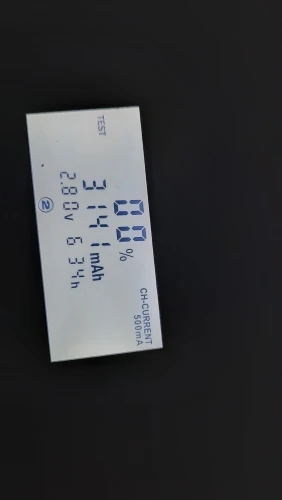 TEST
CH-CURRENT
500mA
00%
3141mAh
2.80V 6 34h
2